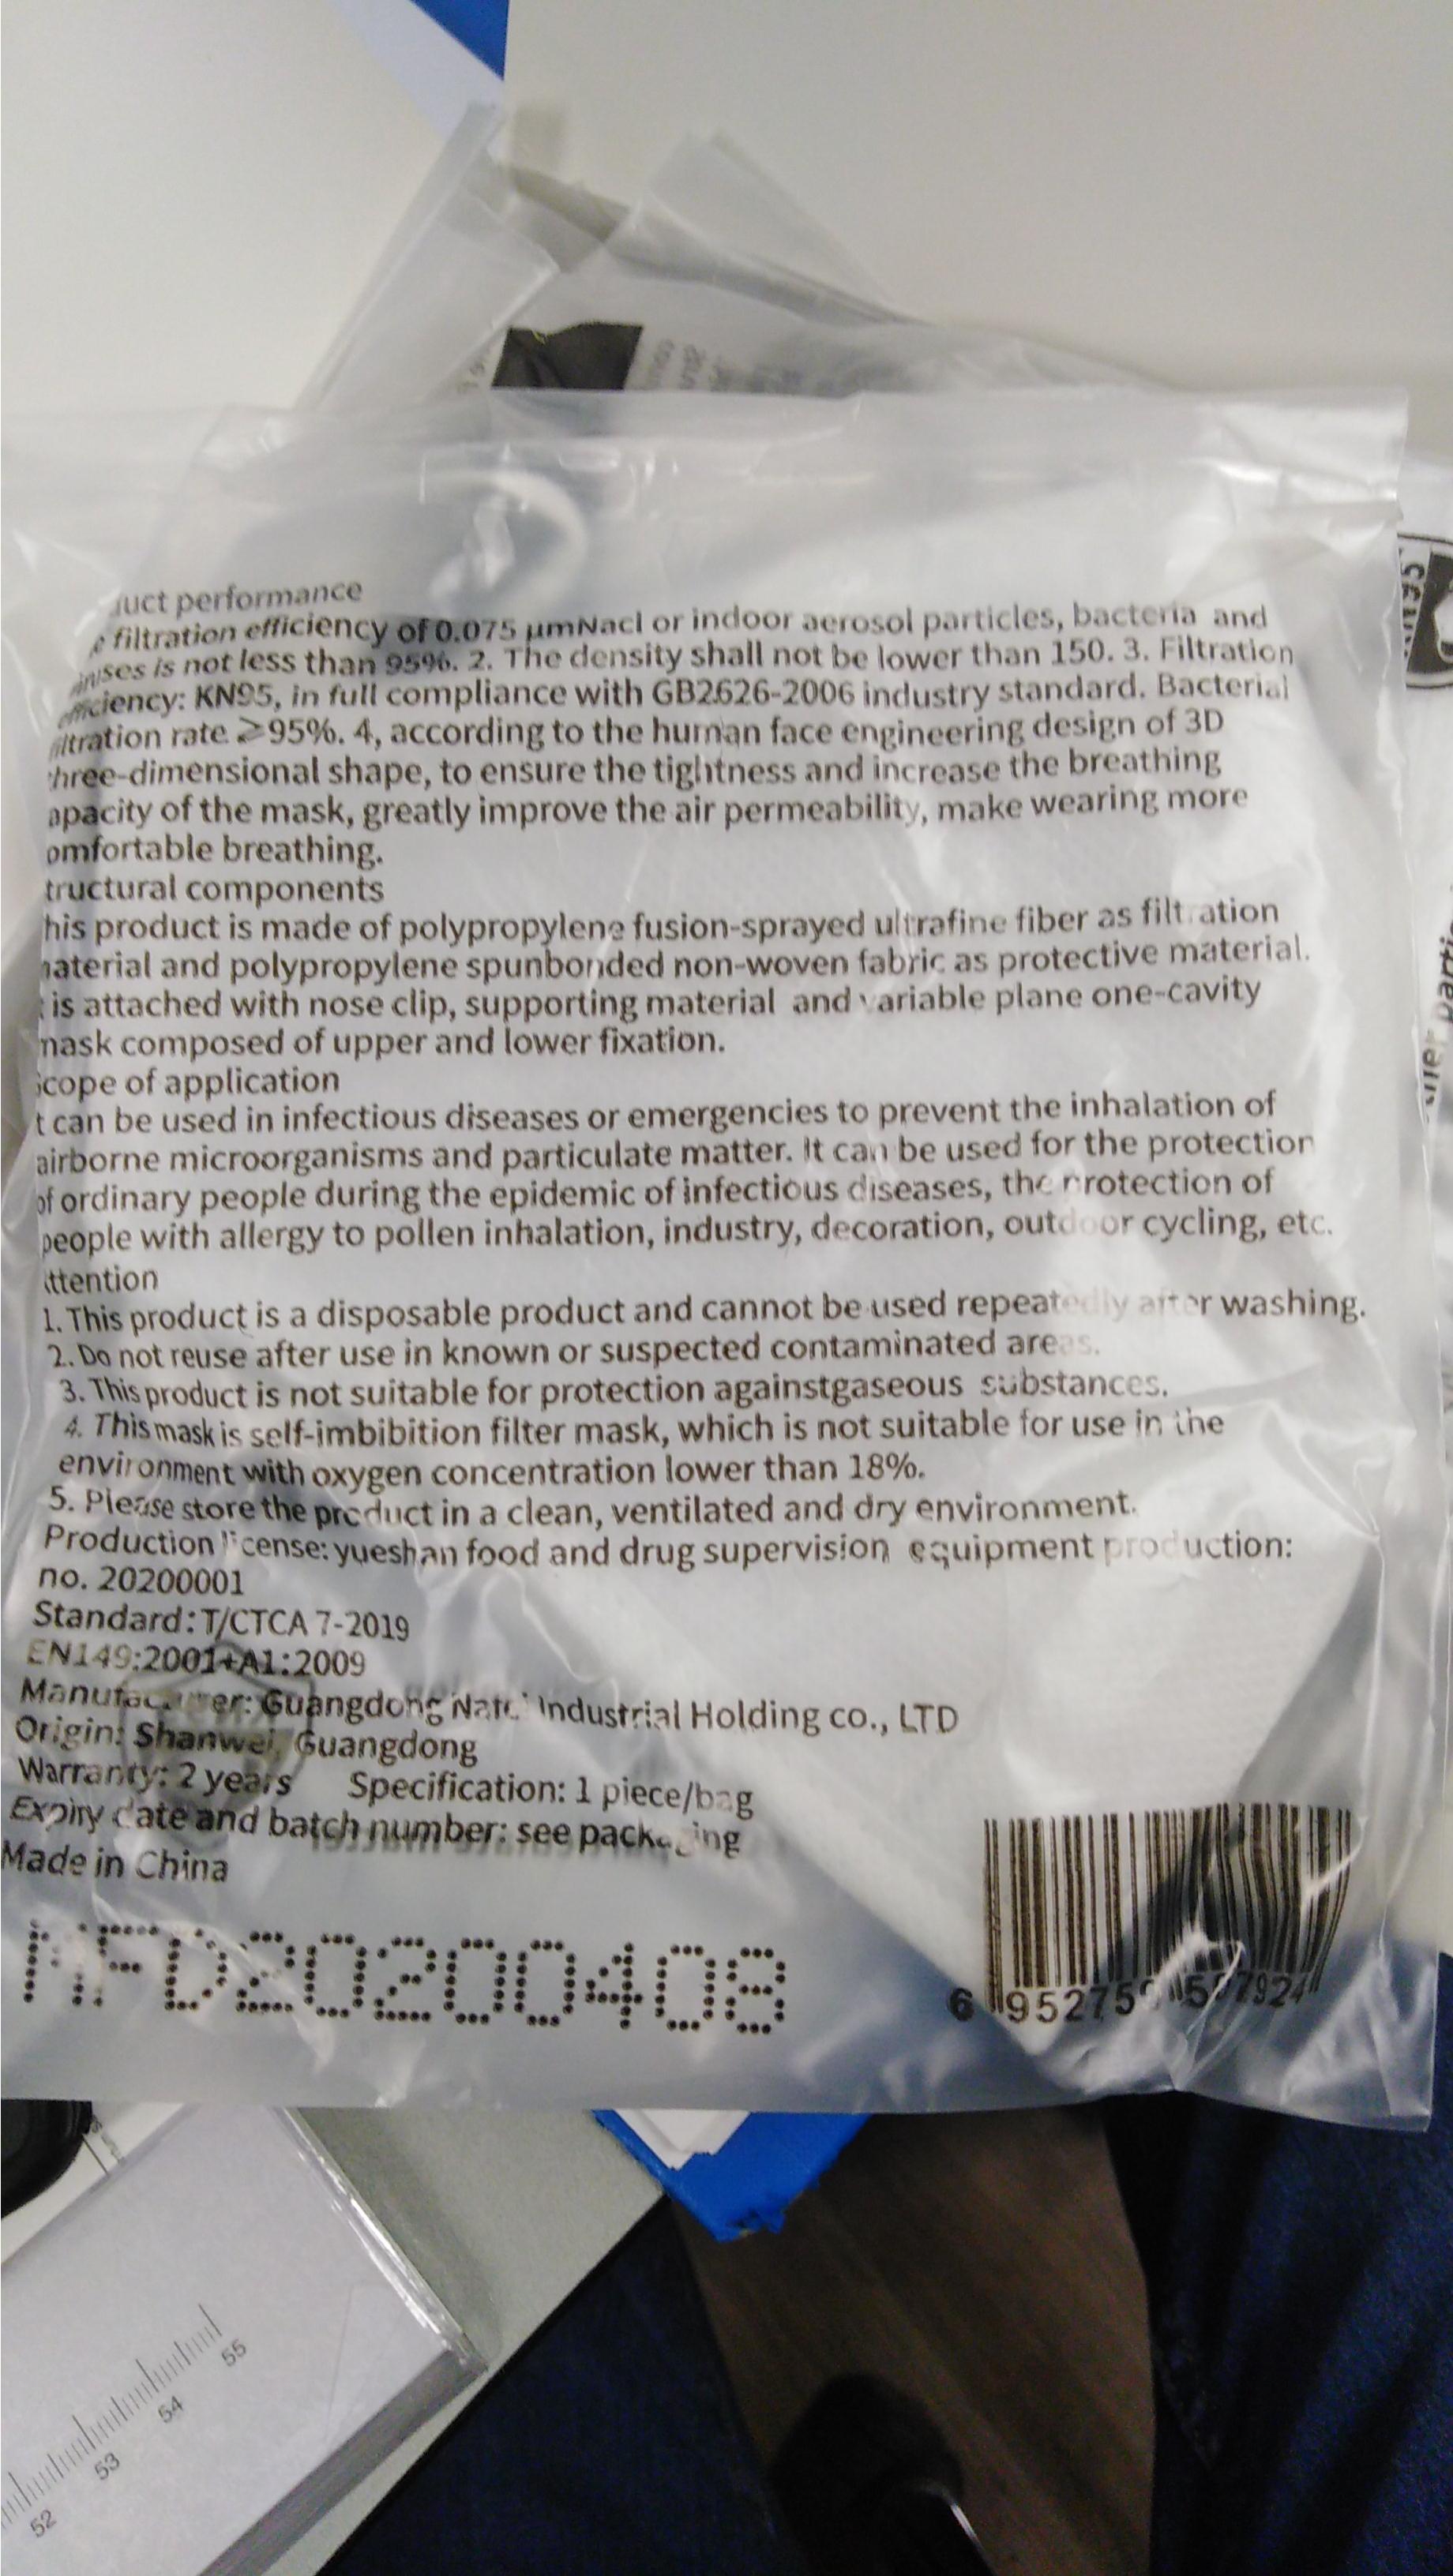 uct performance
filtration efficiency of 0.075 µmNacl or indoor aerosol particles, bacteria and
is not less than 95%. 2. The density shall not be lower than 150. 3. Filtration
iciency: KN95, in full compliance with GB2626-2006 industry standard. Bacterial
ltration rate ≥95%. 4, according to the human face engineering design of 3D
hree-dimensional shape, to ensure the tightness and increase the breathing
apacity of the mask, greatly improve the air permeability, make wearing more
omfortable breathing.
tructural components
his product is made of polypropylene fusion-sprayed ultrafine fiber as filtration
aterial and polypropylene spunbonded non-woven fabric as protective material.
is attached with nose clip, supporting material and variable plane one-cavity
mask composed of upper and lower fixation.
cope of application
t can be used in infectious diseases or emergencies to prevent the inhalation of
airborne microorganisms and particulate matter. It can be used for the protection
of ordinary people during the epidemic of infectious diseases, the protection of
people with allergy to pollen inhalation, industry, decoration, outdoor cycling, etc.
ttention
1. This product is a disposable product and cannot be used repeatedly after washing.
2. Do not reuse after use in known or suspected contaminated areas.
3. This product is not suitable for protection againstgaseous substances.
4. This mask is self-imbibition filter mask, which is not suitable for use in the
environment with oxygen concentration lower than 18%.
5. Please store the product in a clean, ventilated and dry environment.
Production license: yueshan food and drug supervision equipment production:
no. 20200001
Standard: T/CTCA 7-2019
EN149:2001+A1:2009
Manufacturer: Guangdong Industrial Holding co., LTD
Origin: Shanwei, Guangdong
Warranty: 2 years Specification: 1 piece/bag
Expiry date and batch number: see packaging
Made in China
MFD20200408
6
52
53
54
55